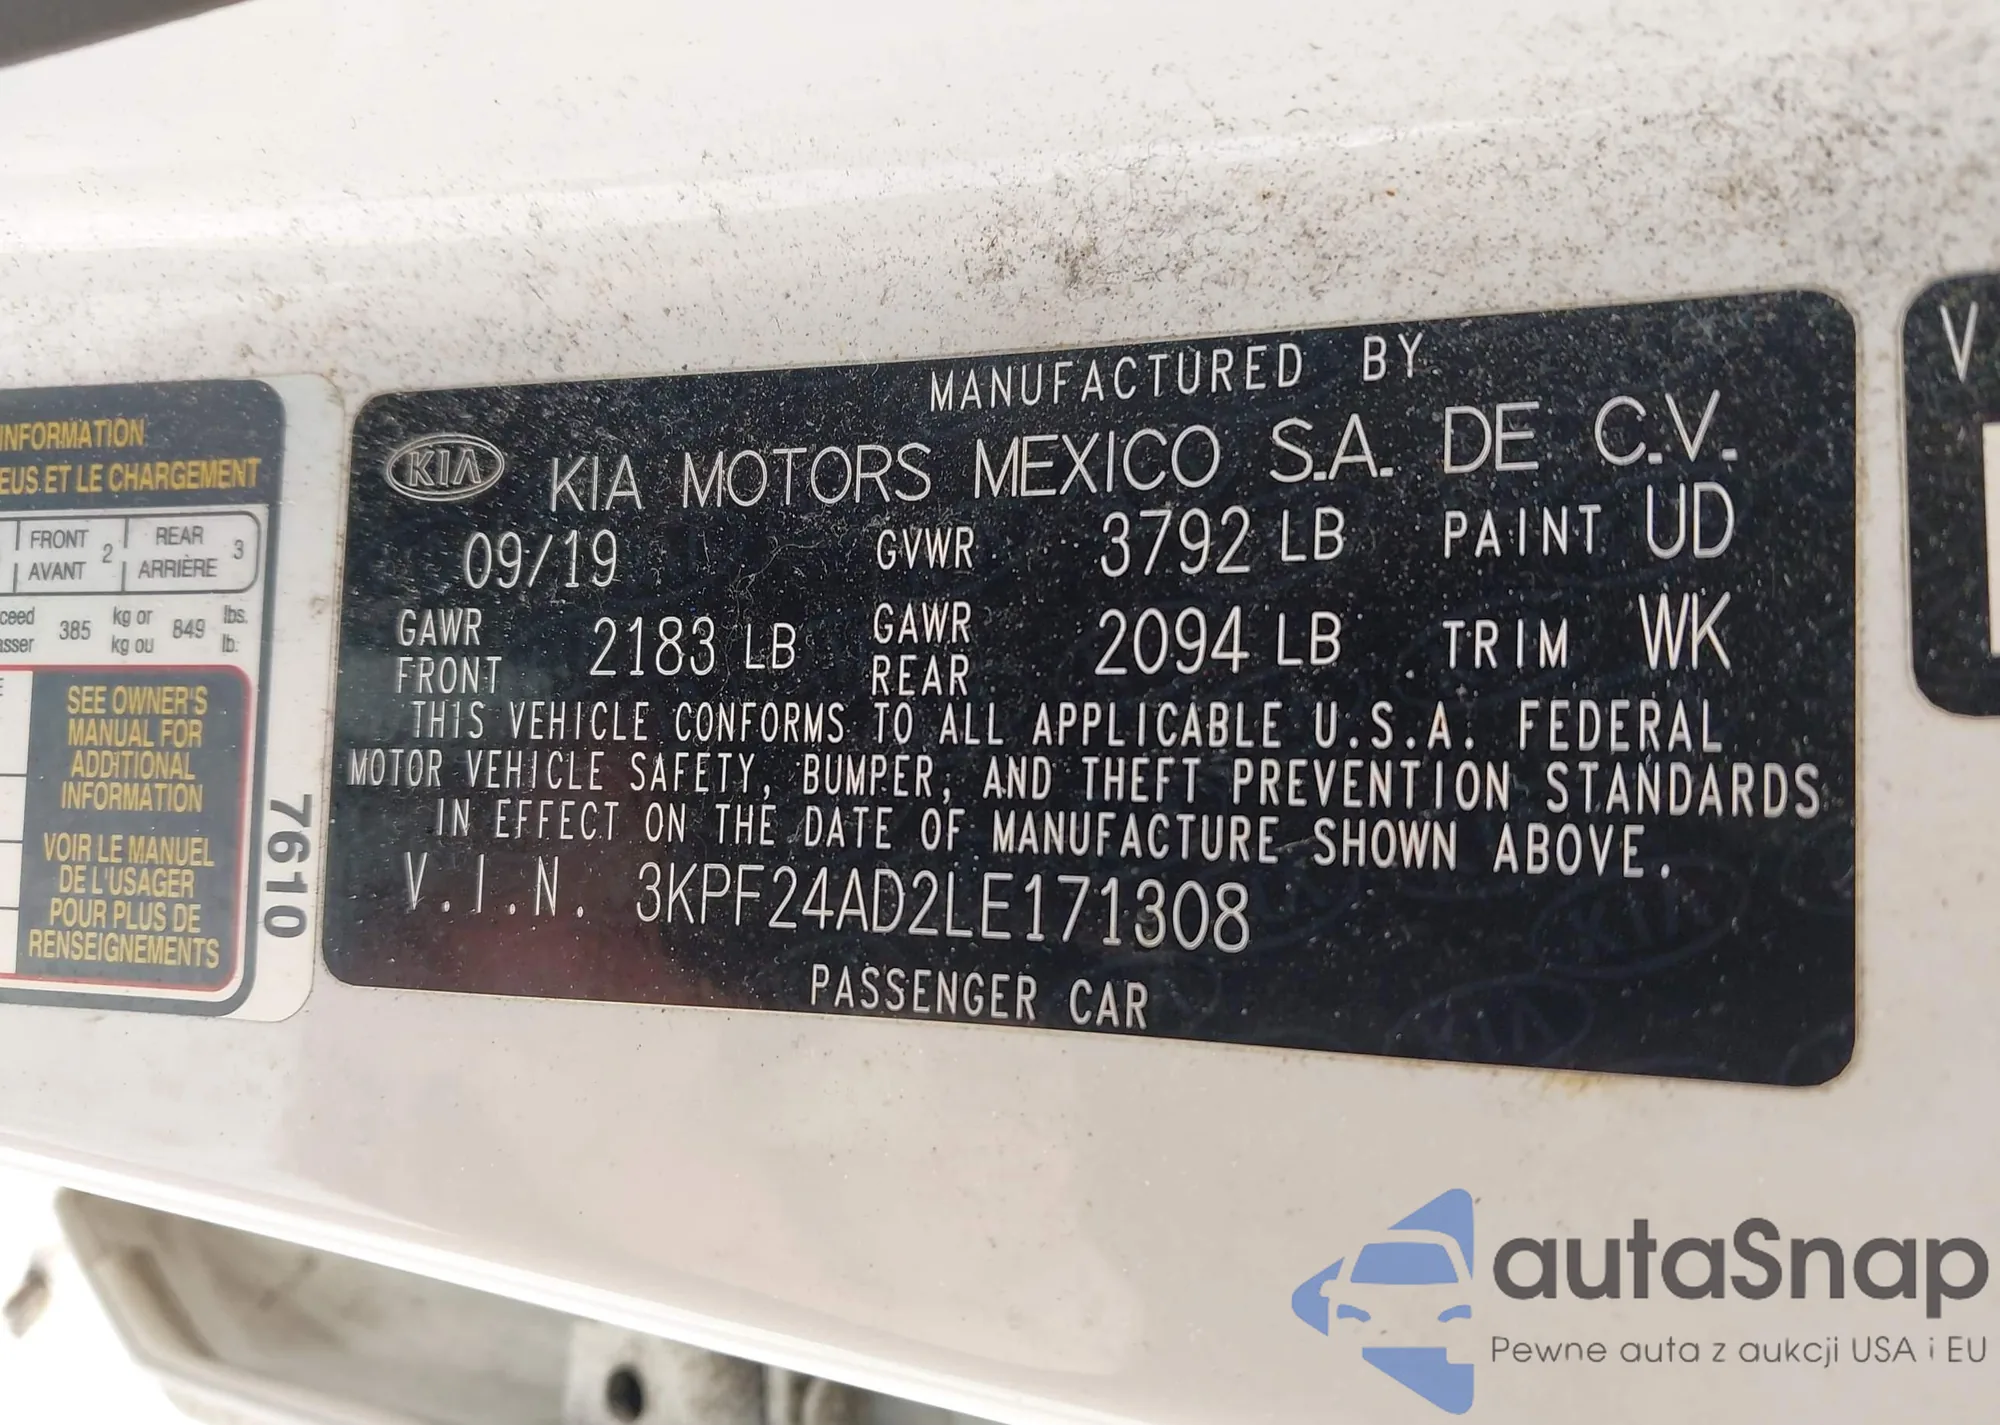 INFORMATION
EUS ET LE CHARGEMENT
FRONT 2 REAR 3
AVANT ARRIÈRE
ceed 385 kg or 849 lbs.
asser kg ou lb.
SEE OWNER'S
MANUAL FOR
ADDITIONAL
INFORMATION
VOIR LE MANUEL
DE L'USAGER
POUR PLUS DE
RENSEIGNEMENTS
7610
MANUFACTURED BY
KIA KIA MOTORS MEXICO S.A. DE C.V.
09/19 GVWR 3792 LB PAINT UD
GAWR FRONT 2183 LB GAWR REAR 2094 LB TRIM WK
THIS VEHICLE CONFORMS TO ALL APPLICABLE U.S.A. FEDERAL
MOTOR VEHICLE SAFETY, BUMPER, AND THEFT PREVENTION STANDARDS
IN EFFECT ON THE DATE OF MANUFACTURE SHOWN ABOVE.
V.I.N. 3KPF24AD2LE171308
PASSENGER CAR
V
autaSnap
Pewne auta z aukcji USA i EU